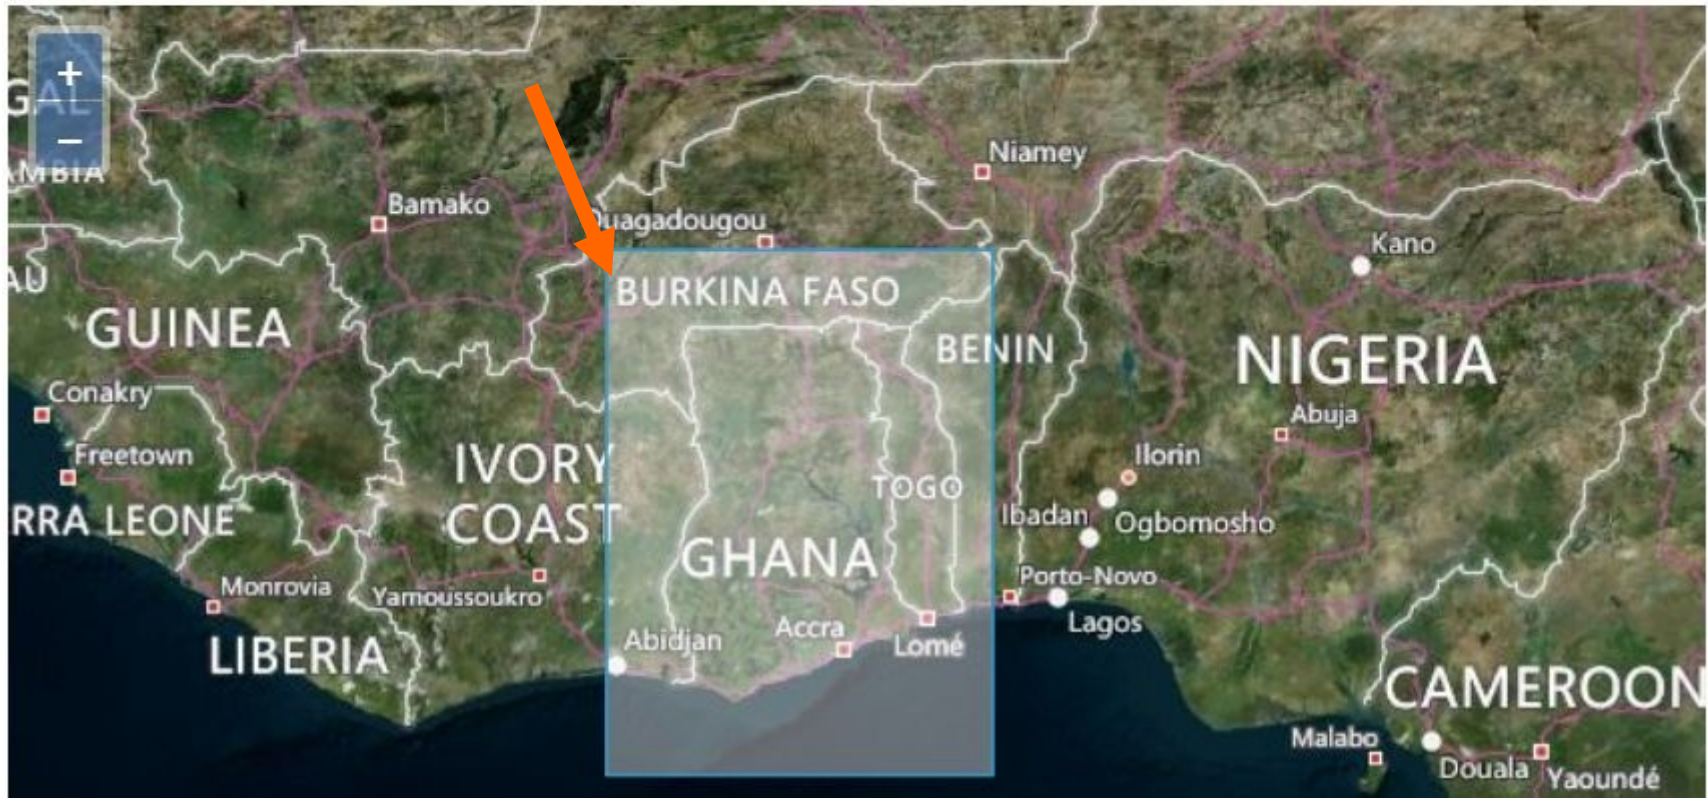 +
GAL
−
AMBIA
Niamey
Bamako
Ouagadougou
Kano
AU
BURKINA FASO
GUINEA
BENIN
NIGERIA
Conakry
Abuja
Freetown
IVORY
COAST
Ilorin
TOGO
RRA LEONE
Ibadan
Ogbomosho
GHANA
Porto-Novo
Monrovia
Yamoussoukro
Lagos
Accra
Abidjan
Lomé
LIBERIA
CAMEROON
Malabo
Douala
Yaoundé